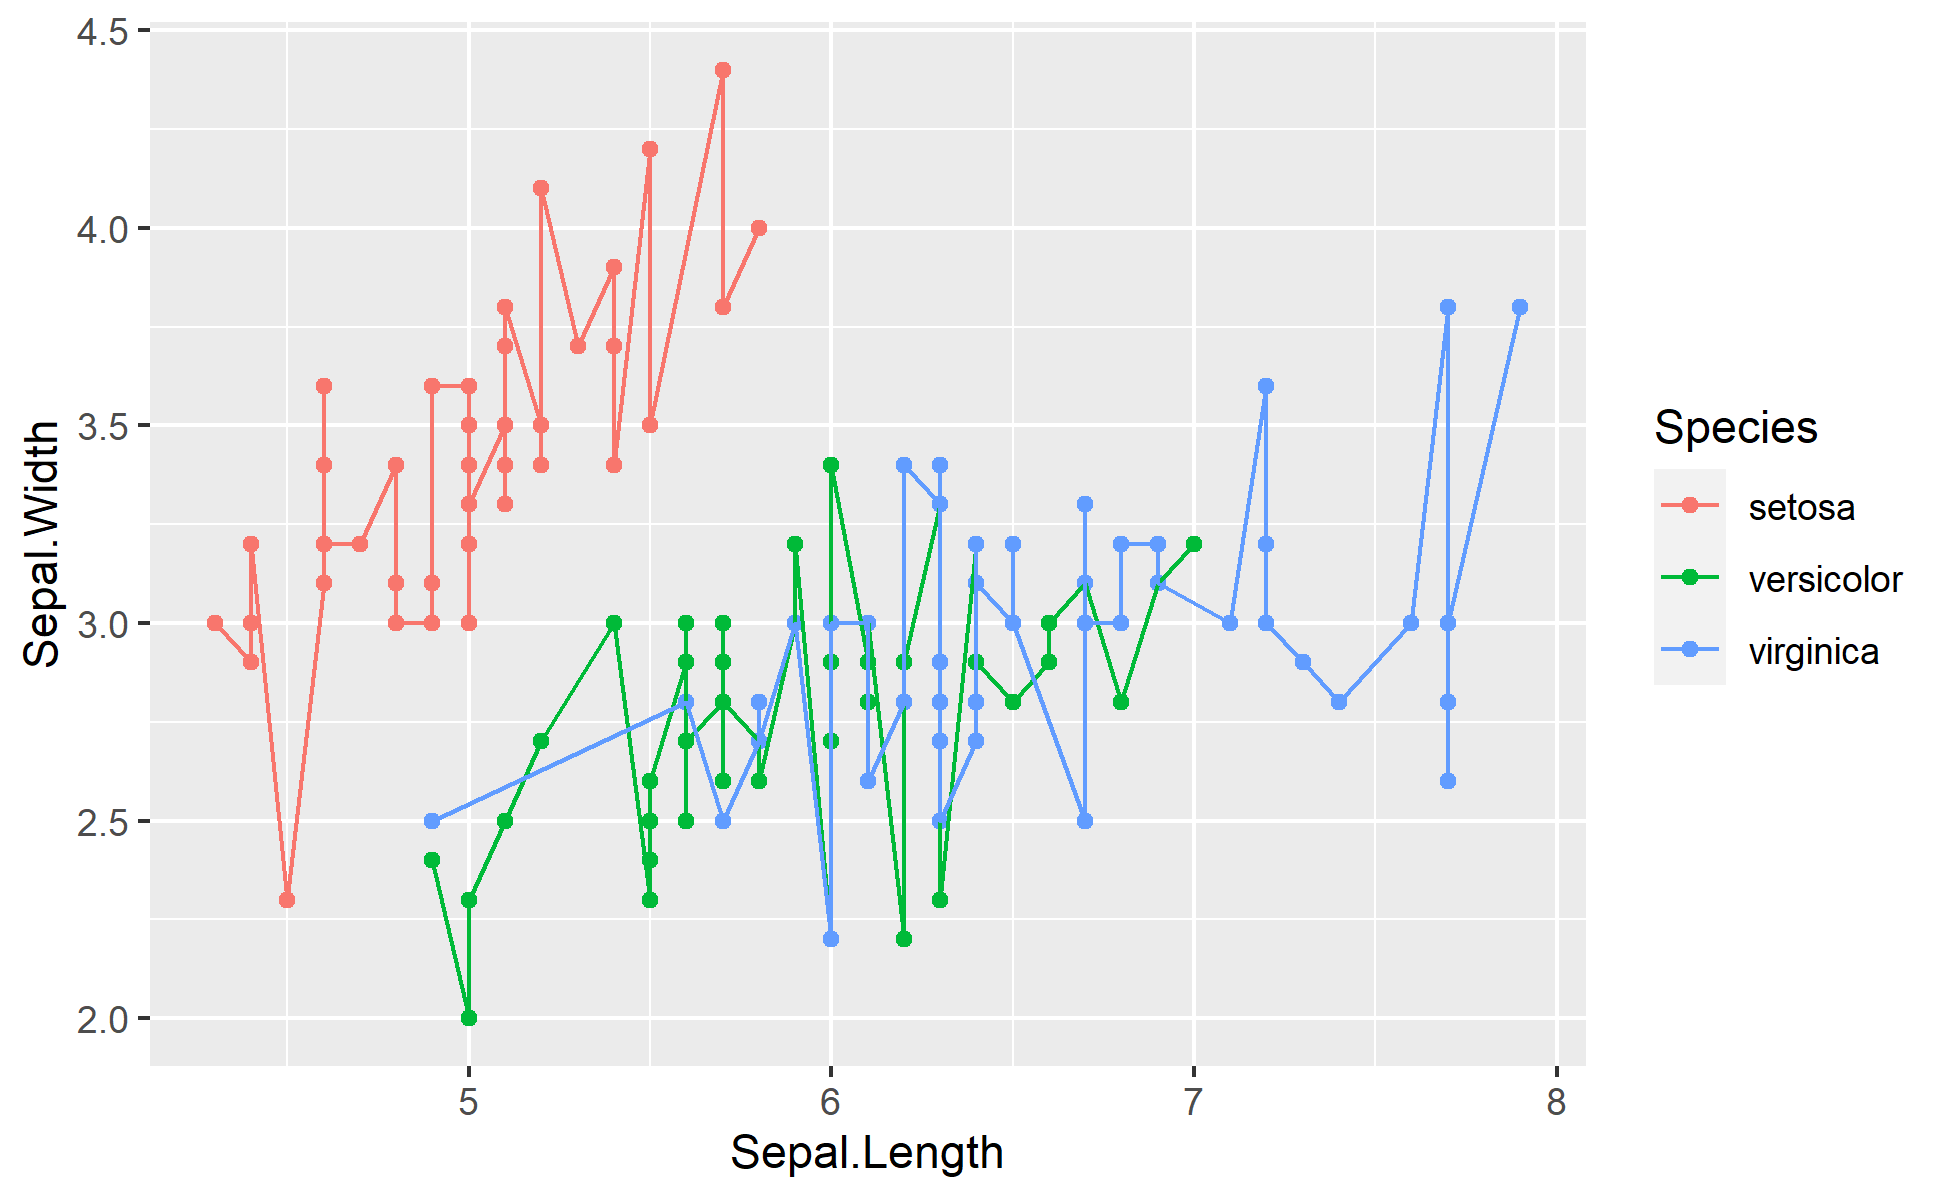 4.5
4.0
3.5
3.0
2.5
2.0
Sepal.Width
5 6 7 8
Sepal.Length
Species
setosa
versicolor
virginica